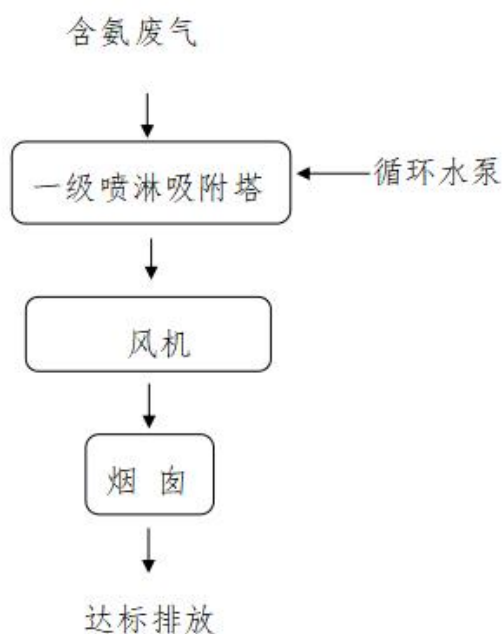 含氨废气
一级喷淋吸附塔
循环水泵
风机
烟 囱
达标排放